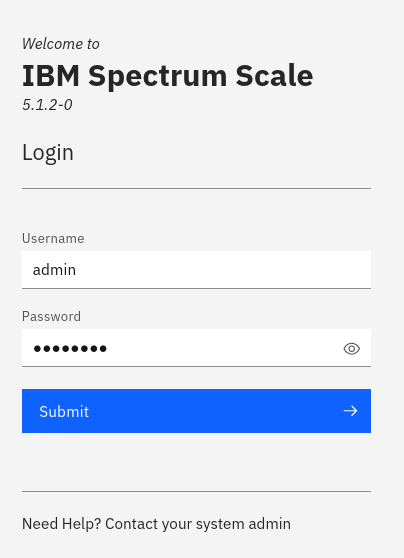 Welcome to
IBM Spectrum Scale
5.1.2-0
Login
Username
admin
Password
●●●●●●●●
Submit
Need Help? Contact your system admin